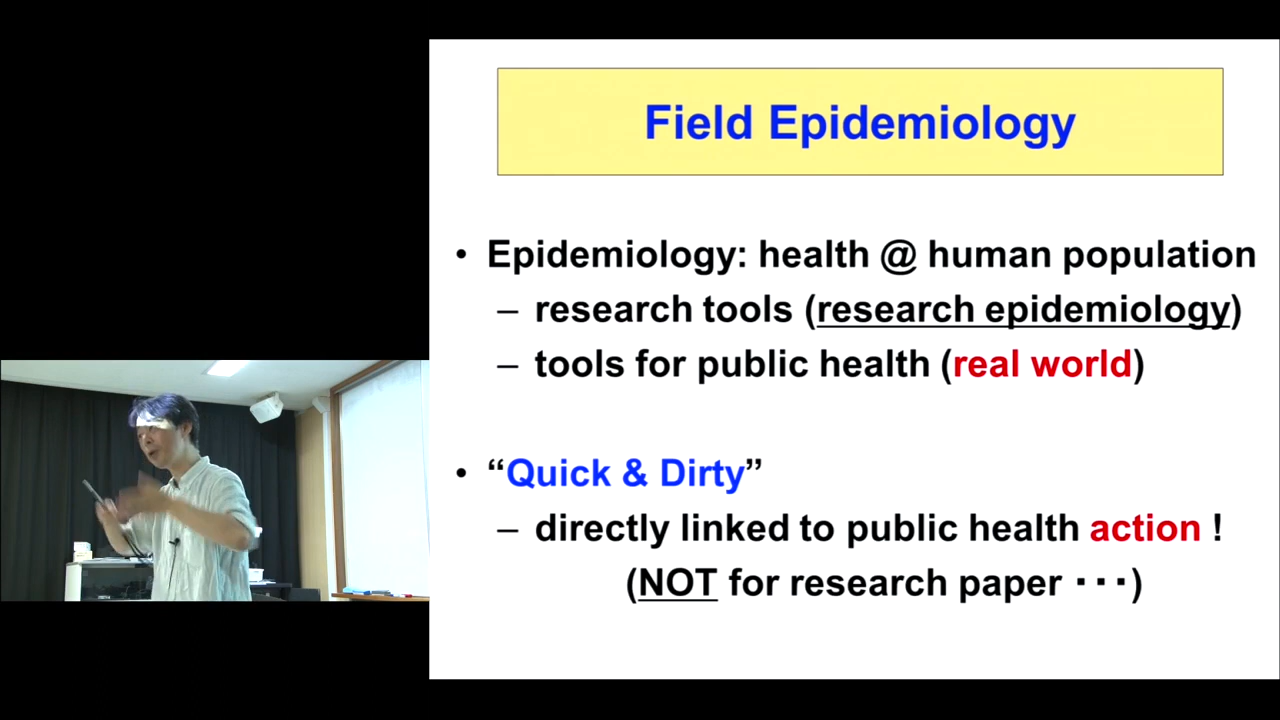 Field Epidemiology
• Epidemiology: health @ human population
– research tools (research epidemiology)
– tools for public health (real world)
• “Quick & Dirty”
– directly linked to public health action !
(NOT for research paper ･･･)